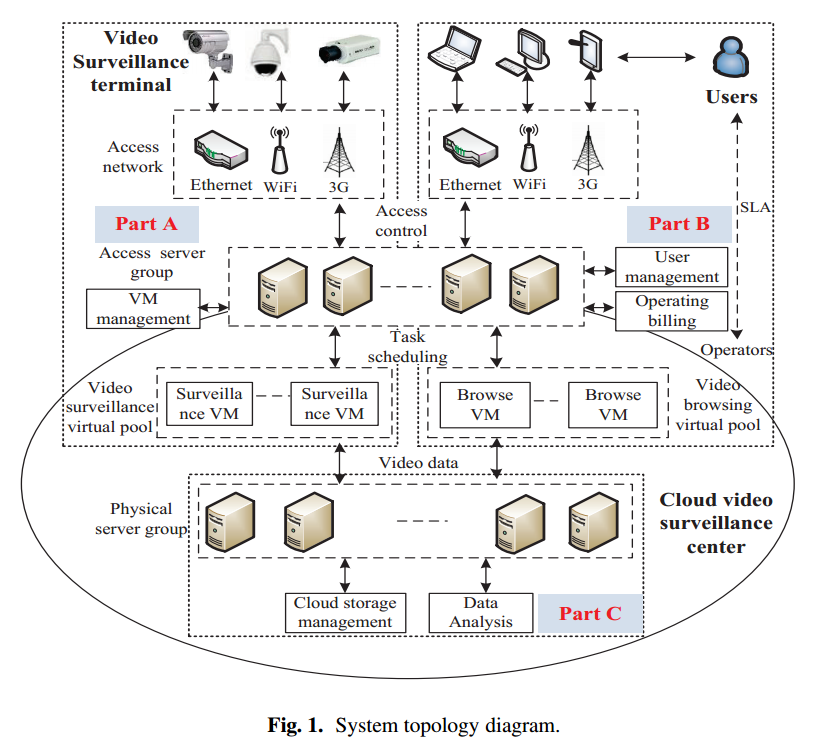 Video
Surveillance
terminal
Users
Access
network
Ethernet
WiFi
3G
Ethernet
WiFi
3G
SLA
Part A
Access
control
Part B
Access server
group
User
management
VM
management
Operating
billing
Task
scheduling
Operators
Video
surveillance
virtual pool
Surveilla
nce VM
Surveilla
nce VM
Browse
VM
Browse
VM
Video
browsing
virtual pool
Video data
Physical
server group
Cloud video
surveillance
center
Cloud storage
management
Data
Analysis
Part C
Fig. 1. System topology diagram.